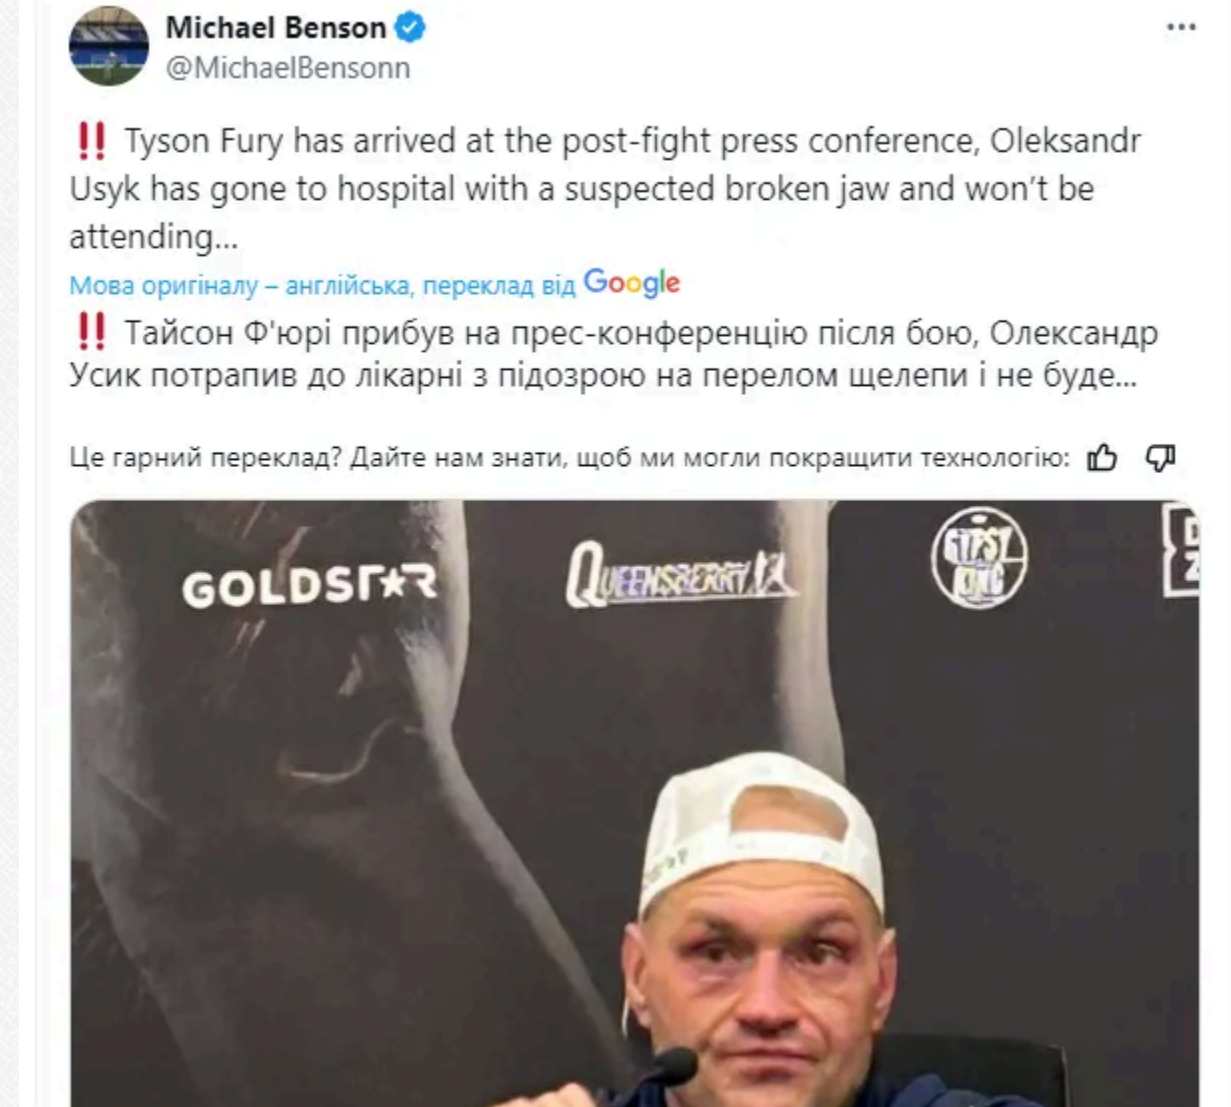 Michael Benson
@MichaelBensonn
‼️ Tyson Fury has arrived at the post-fight press conference, Oleksandr
Usyk has gone to hospital with a suspected broken jaw and won’t be
attending...
Мова оригіналу – англійська, переклад від Google
‼️ Тайсон Ф'юрі прибув на прес-конференцію після бою, Олександр
Усик потрапив до лікарні з підозрою на перелом щелепи і не буде...
Це гарний переклад? Дайте нам знати, щоб ми могли покращити технологію:
GOLDSTAR
QUEENSBERRY
GYPSY
KING